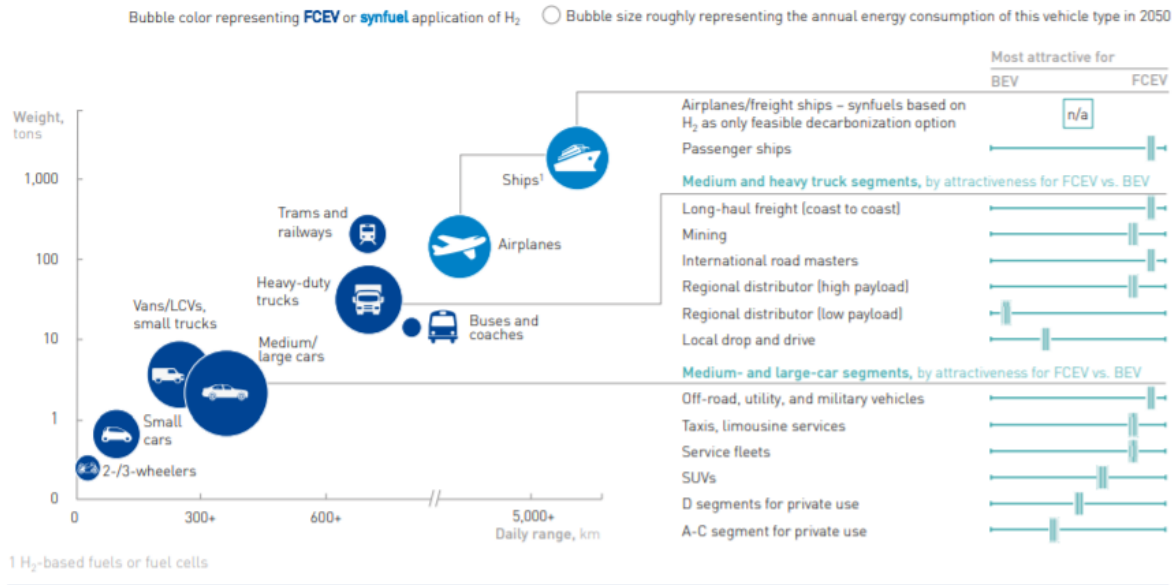 Bubble color representing FCEV or synfuel application of H₂
Bubble size roughly representing the annual energy consumption of this vehicle type in 2050
Most attractive for
BEV
FCEV
Weight,
tons
1,000
100
10
1
0
0
300+
600+
5,000+
Daily range, km
Ships¹
Airplanes
Trams and
railways
Heavy-duty
trucks
Buses and
coaches
Vans/LCVs,
small trucks
Medium/
large cars
Small
cars
2-/3-wheelers
Airplanes/freight ships – synfuels based on
H₂ as only feasible decarbonization option
n/a
Passenger ships
Medium and heavy truck segments, by attractiveness for FCEV vs. BEV
Long-haul freight (coast to coast)
Mining
International road masters
Regional distributor (high payload)
Regional distributor (low payload)
Local drop and drive
Medium- and large-car segments, by attractiveness for FCEV vs. BEV
Off-road, utility, and military vehicles
Taxis, limousine services
Service fleets
SUVs
D segments for private use
A-C segment for private use
1 H₂-based fuels or fuel cells